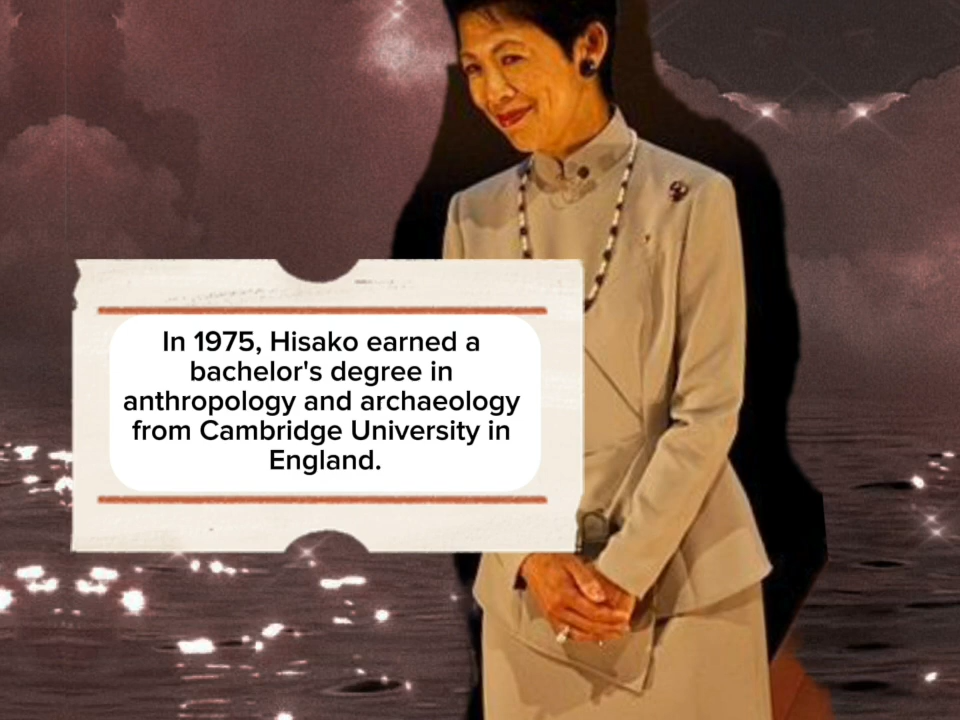 In 1975, Hisako earned a
bachelor's degree in
anthropology and archaeology
from Cambridge University in
England.